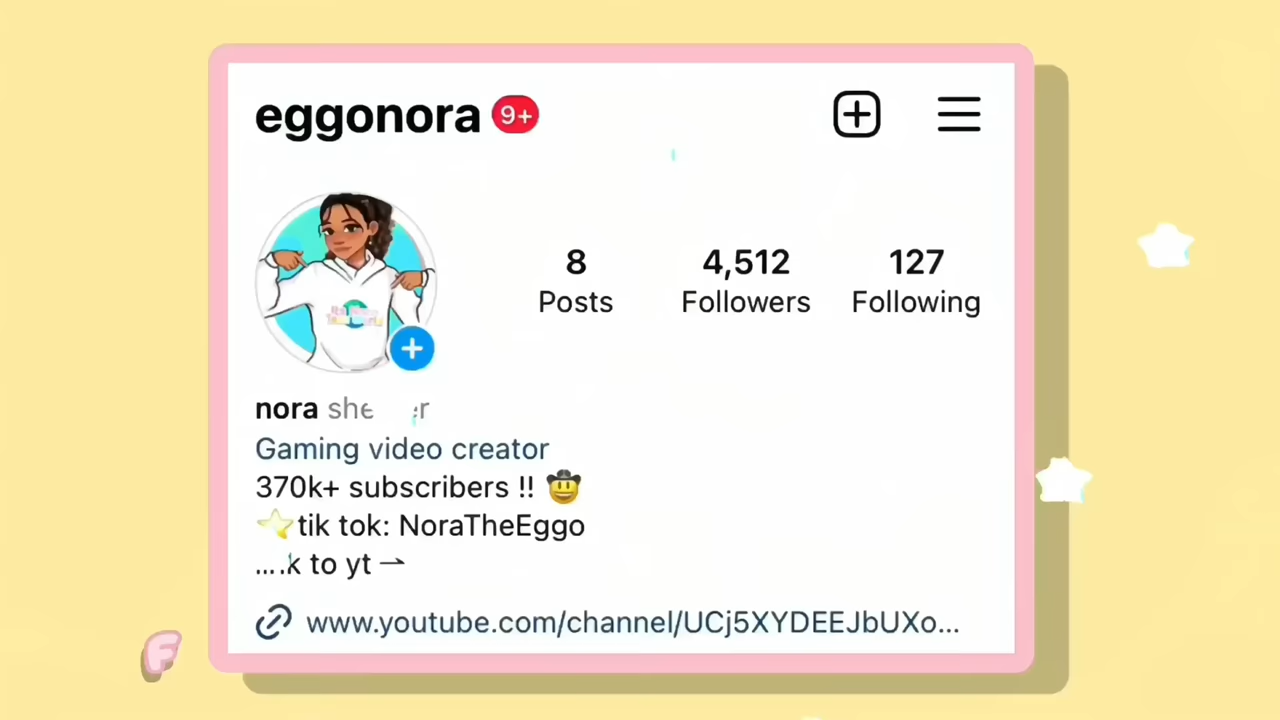 eggonora 9+
8 4,512 127
Posts Followers Following
nora
Gaming video creator
370k+ subscribers !! 🤠
⭐tik tok: NoraTheEggo
to yt →
www.youtube.com/channel/UCj5XYDEEJbUXo...
F